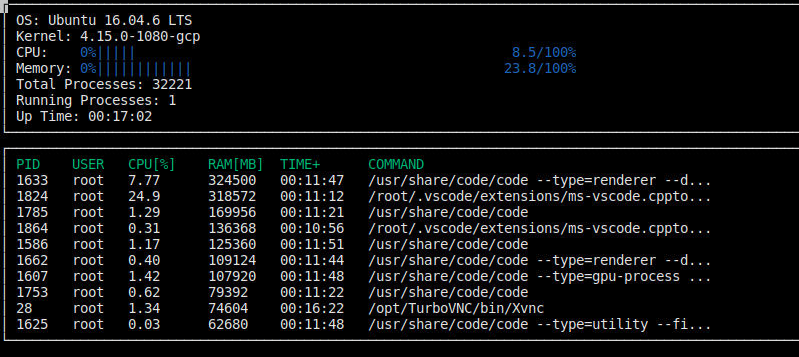 OS: Ubuntu 16.04.6 LTS
Kernel: 4.15.0-1080-gcp
CPU: 0%||||| 8.5/100%
Memory: 0%|||||||||||| 23.8/100%
Total Processes: 32221
Running Processes: 1
Up Time: 00:17:02
PID USER CPU[%] RAM[MB] TIME+ COMMAND
1633 root 7.77 324500 00:11:47 /usr/share/code/code --type=renderer --d...
1824 root 24.9 318572 00:11:12 /root/.vscode/extensions/ms-vscode.cppto...
1785 root 1.29 169956 00:11:21 /usr/share/code/code
1864 root 0.31 136368 00:10:56 /root/.vscode/extensions/ms-vscode.cppto...
1586 root 1.17 125360 00:11:51 /usr/share/code/code
1662 root 0.40 109124 00:11:44 /usr/share/code/code --type=renderer --d...
1607 root 1.42 107920 00:11:48 /usr/share/code/code --type=gpu-process ...
1753 root 0.62 79392 00:11:22 /usr/share/code/code
28 root 1.34 74604 00:16:22 /opt/TurboVNC/bin/Xvnc
1625 root 0.03 62680 00:11:48 /usr/share/code/code --type=utility --fi...